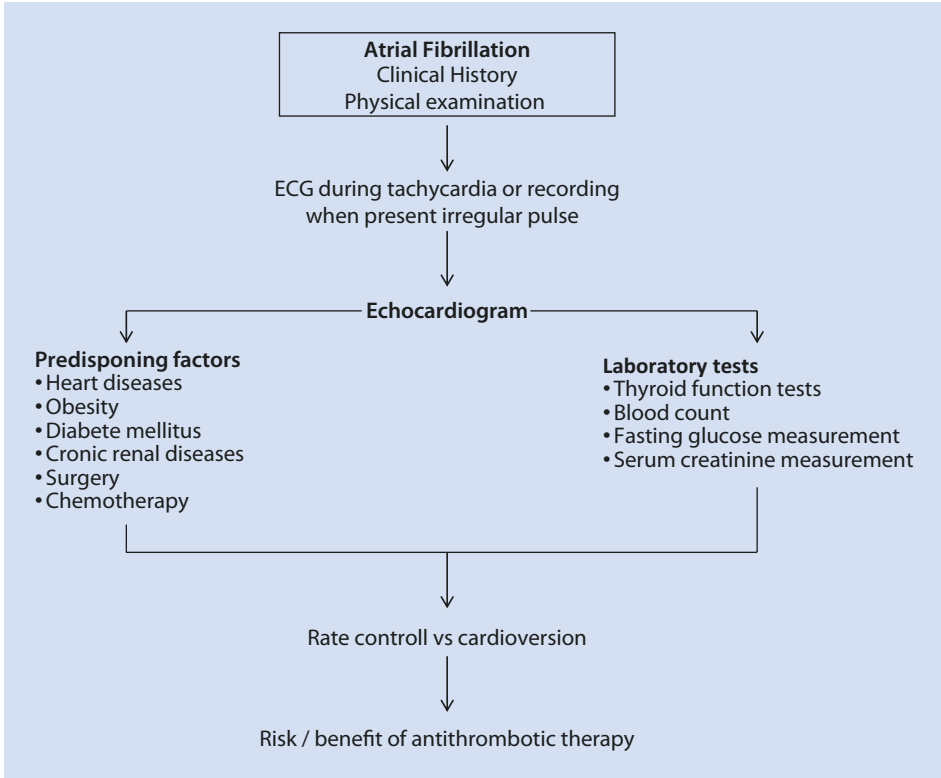 Atrial Fibrillation
Clinical History
Physical examination
ECG during tachycardia or recording
when present irregular pulse
Echocardiogram
Predisponing factors
• Heart diseases
• Obesity
• Diabete mellitus
• Cronic renal diseases
• Surgery
• Chemotherapy
Laboratory tests
• Thyroid function tests
• Blood count
• Fasting glucose measurement
• Serum creatinine measurement
Rate controll vs cardioversion
Risk / benefit of antithrombotic therapy